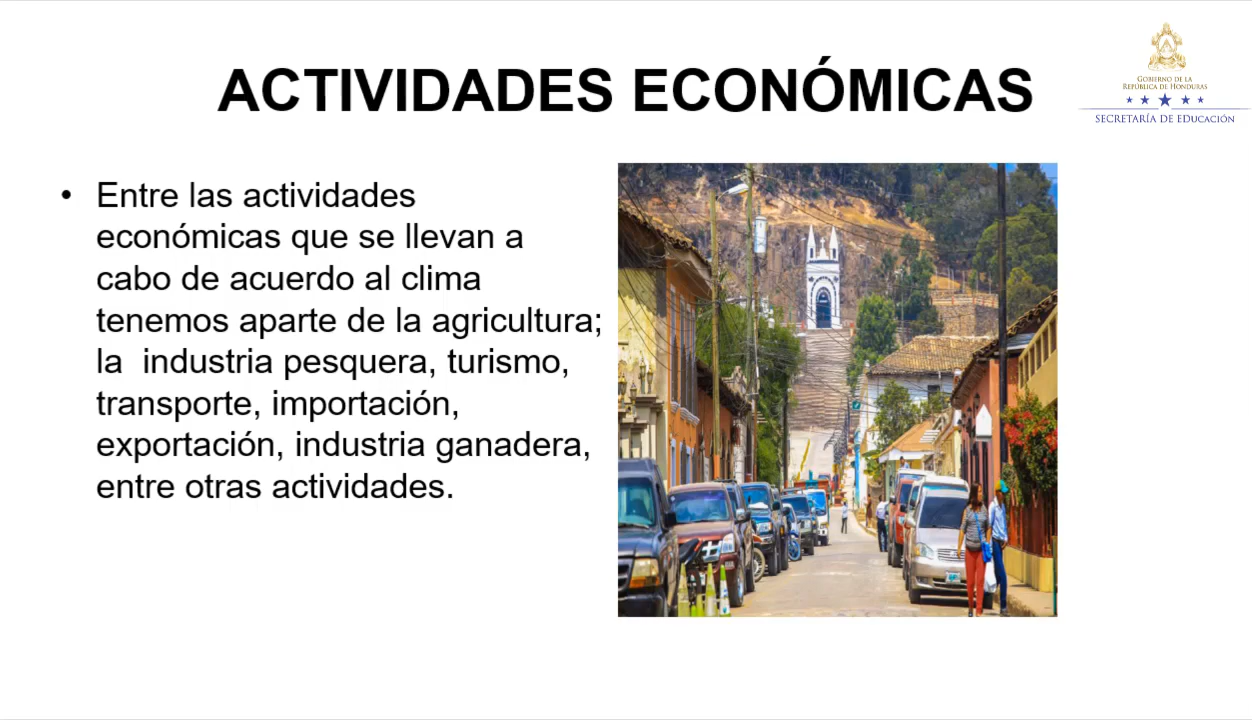 ACTIVIDADES ECONÓMICAS
GOBIERNO DE LA
REPÚBLICA DE HONDURAS
SECRETARÍA DE EDUCACIÓN
• Entre las actividades
económicas que se llevan a
cabo de acuerdo al clima
tenemos aparte de la agricultura;
la  industria pesquera, turismo,
transporte, importación,
exportación, industria ganadera,
entre otras actividades.